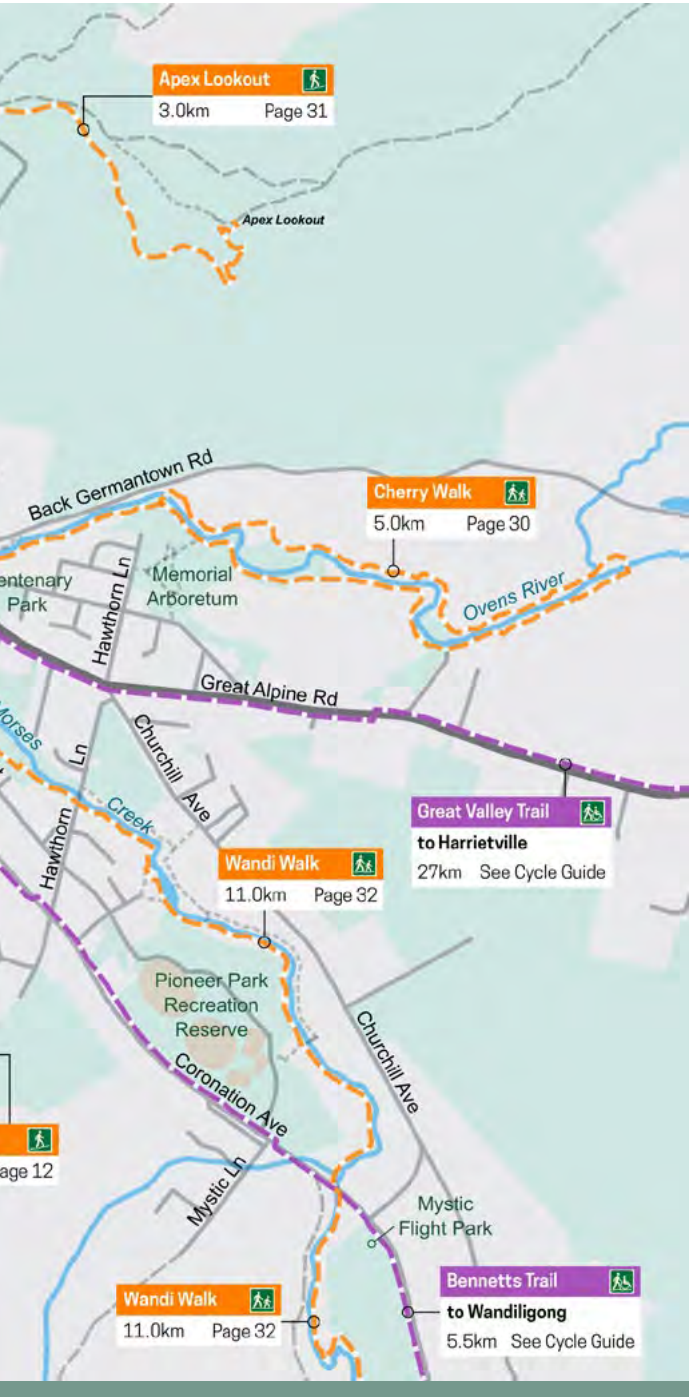 Apex Lookout
3.0km Page 31
Apex Lookout
Back Germantown Rd
Cherry Walk
5.0km Page 30
Park
Hawthorn Ln
Memorial
Arboretum
Ovens River
Great Alpine Rd
Morses
Creek
Churchill Ave
Hawthorn Ln
Great Valley Trail
to Harrietville
27km See Cycle Guide
Wandi Walk
11.0km Page 32
Pioneer Park
Recreation
Reserve
Churchill Ave
Coronation Ave
age 12
Mystic Ln
Mystic
Flight Park
Bennetts Trail
to Wandiligong
5.5km See Cycle Guide
Wandi Walk
11.0km Page 32